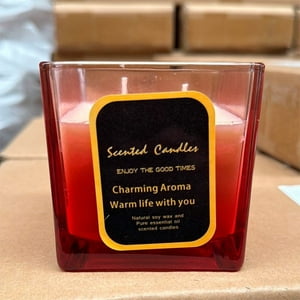 Scented Candles
ENJOY THE GOOD TIMES
Charming Aroma
Warm life with you
Natural soy wax and
Pure essential oil
scented candles